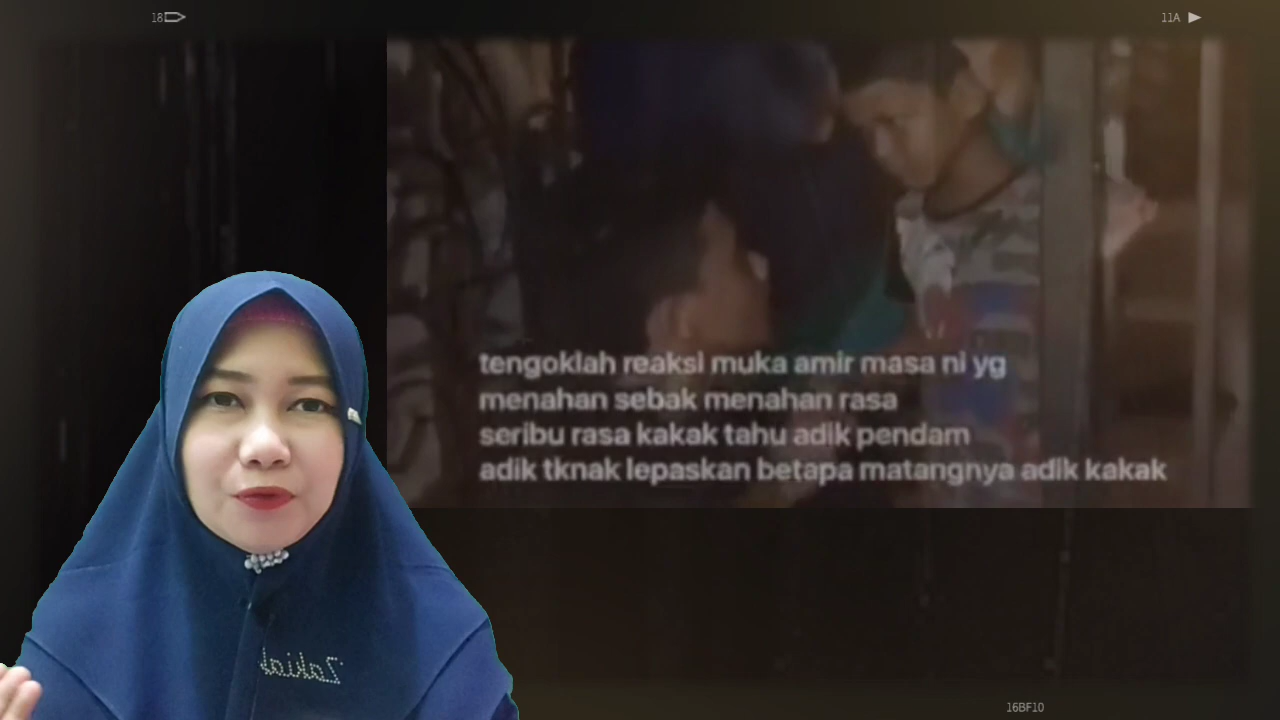 18
11A
tengoklah reaksi muka amir masa ni yg
menahan sebak menahan rasa
seribu rasa kakak tahu adik pendam
adik tknak lepaskan betapa matangnya adik kakak
Zakiah
16BF10